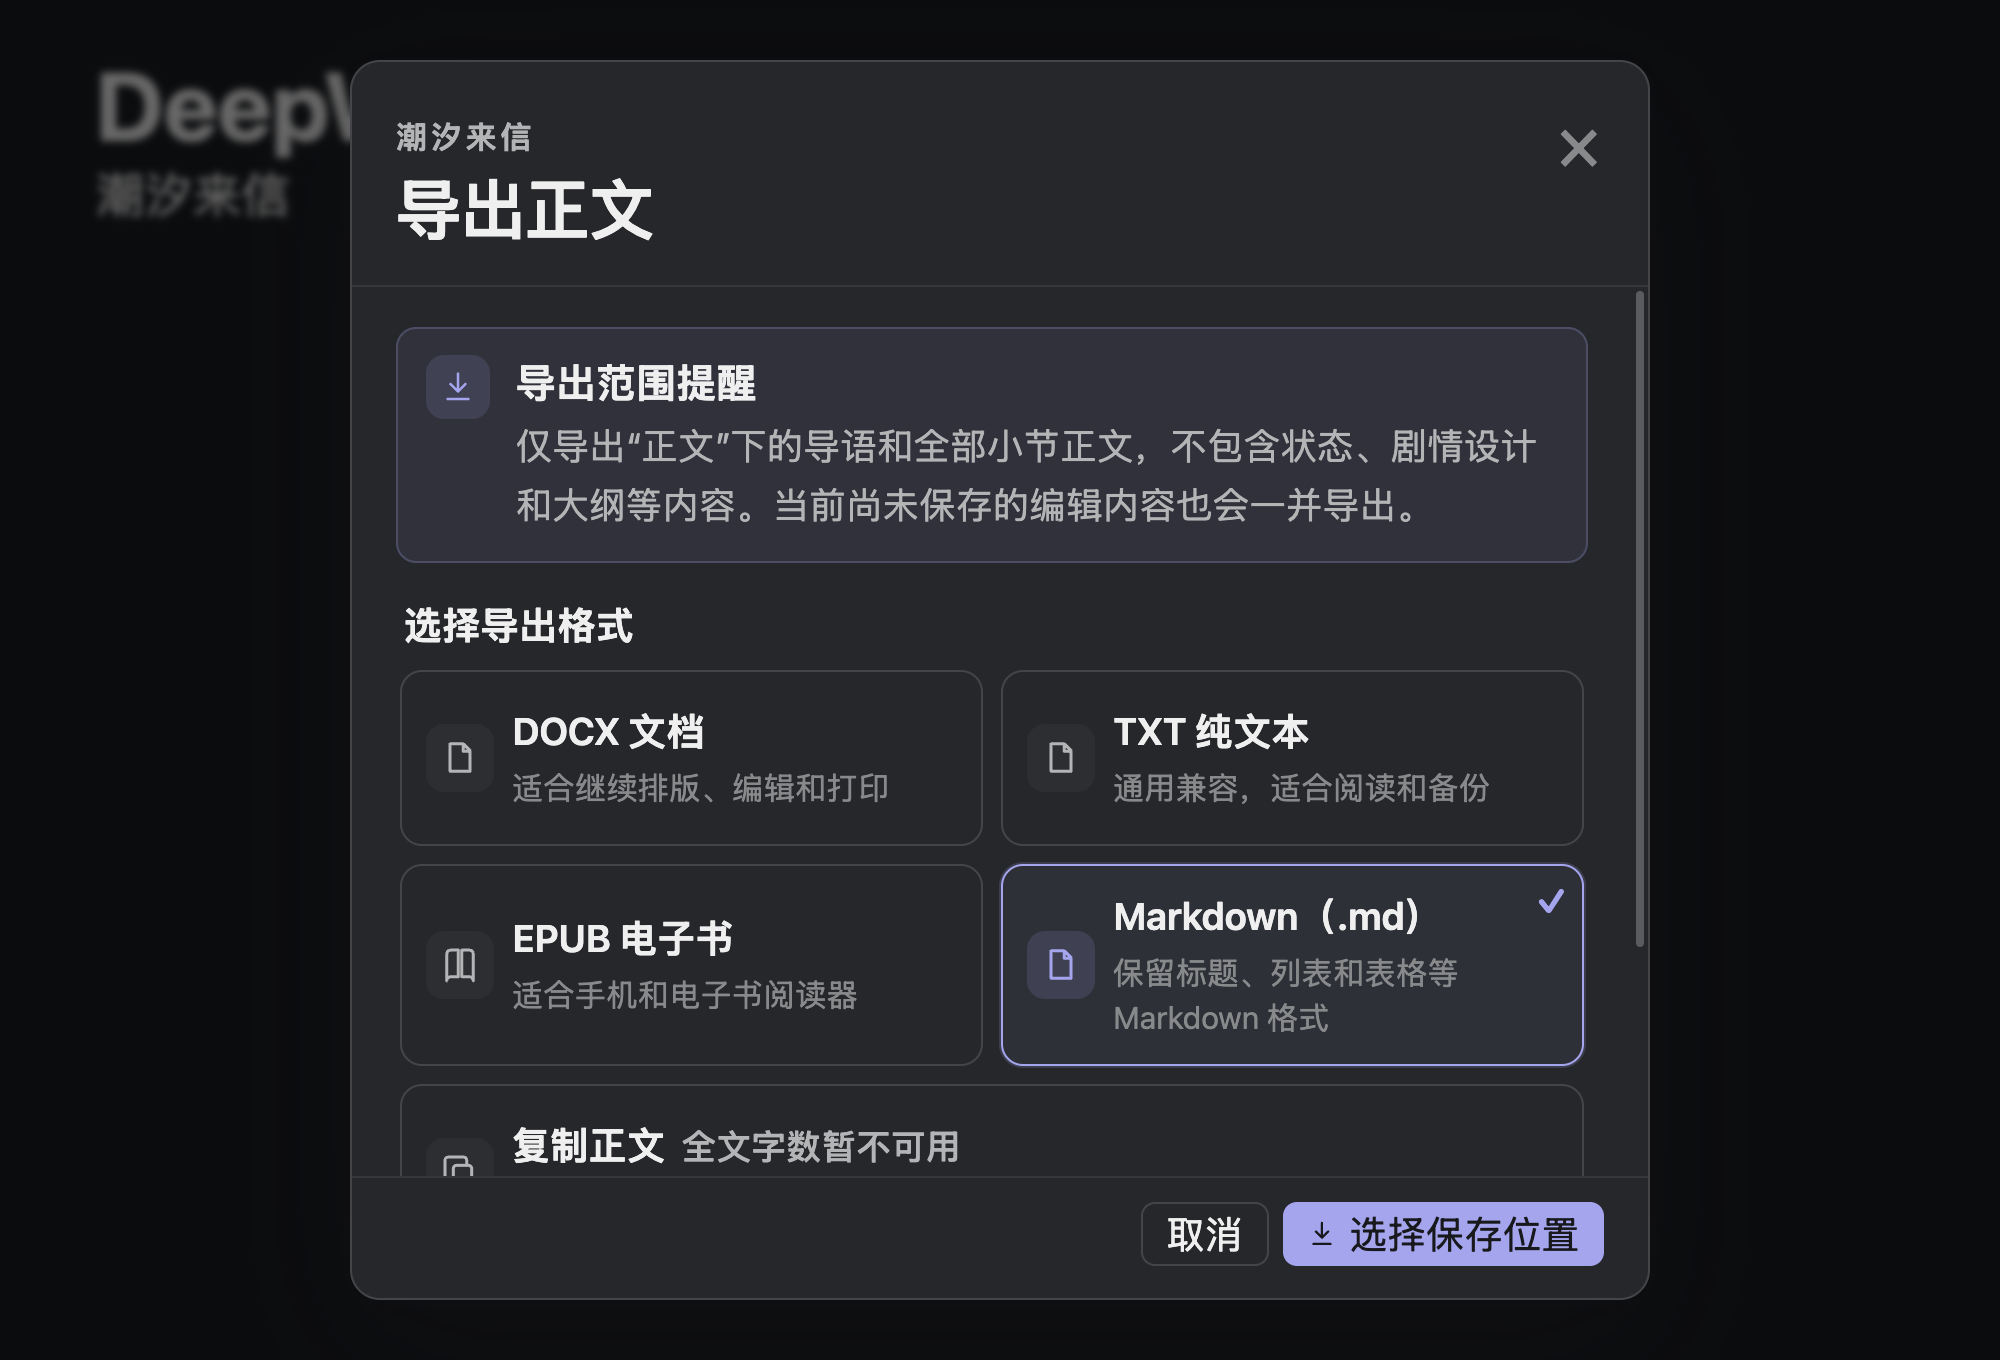 Deep
潮汐来信
潮汐来信
导出正文
导出范围提醒
仅导出“正文”下的导语和全部小节正文，不包含状态、剧情设计
和大纲等内容。当前尚未保存的编辑内容也会一并导出。
选择导出格式
DOCX 文档
适合继续排版、编辑和打印
TXT 纯文本
通用兼容，适合阅读和备份
EPUB 电子书
适合手机和电子书阅读器
Markdown（.md）
保留标题、列表和表格等
Markdown 格式
复制正文 全文字数暂不可用
取消
选择保存位置